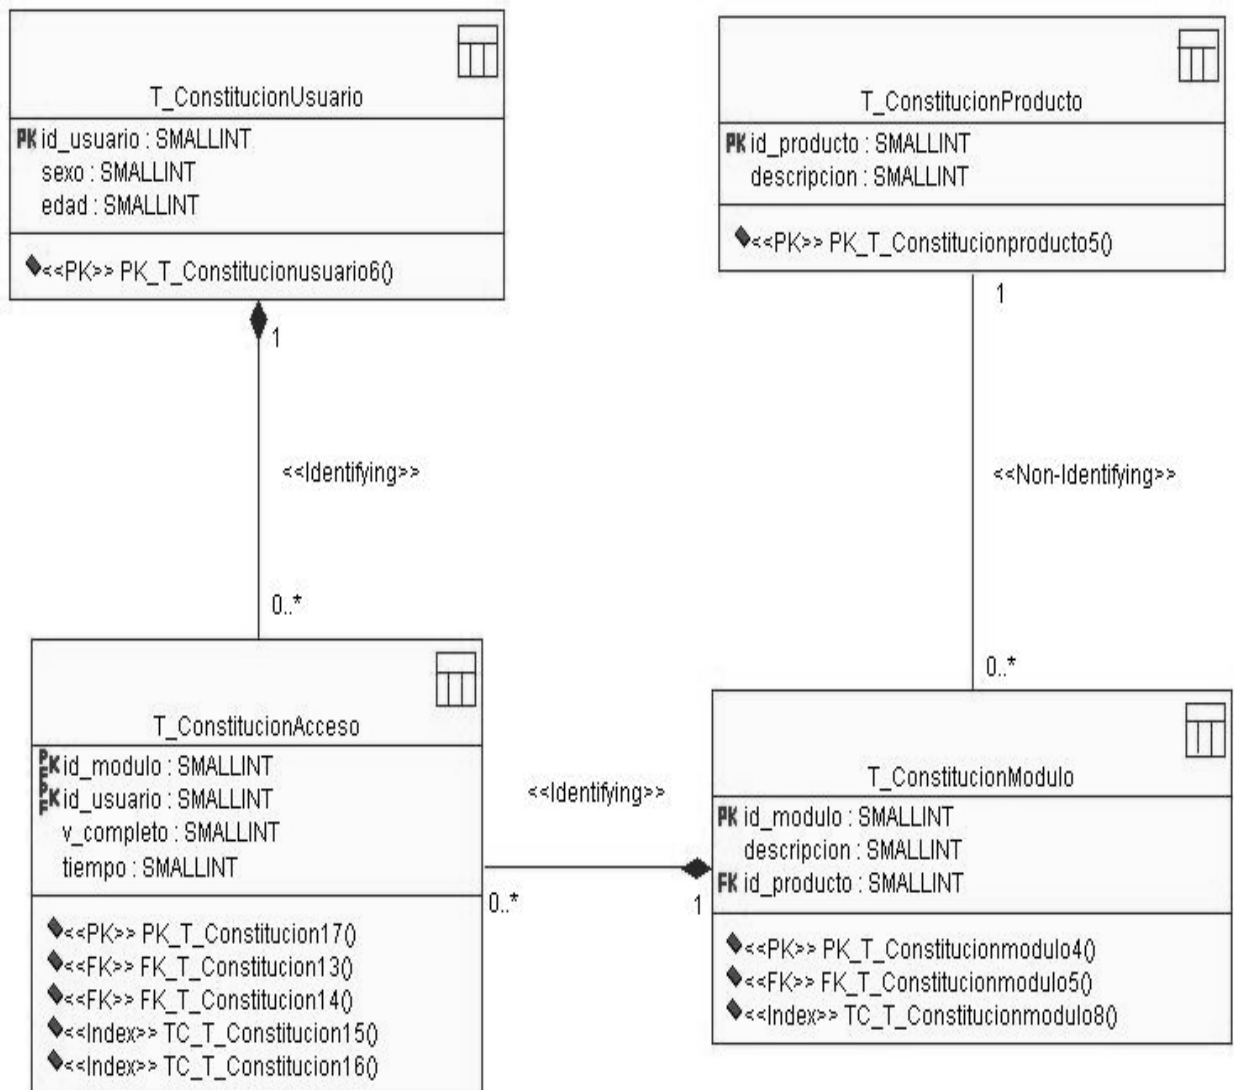 T_ConstitucionUsuario
PK id_usuario : SMALLINT
sexo : SMALLINT
edad : SMALLINT
<<PK>> PK_T_Constitucionusuario6()
1
<<Identifying>>
0..*
T_ConstitucionProducto
PK id_producto : SMALLINT
descripcion : SMALLINT
<<PK>> PK_T_Constitucionproducto5()
1
<<Non-Identifying>>
0..*
T_ConstitucionAcceso
PFK id_modulo : SMALLINT
PFK id_usuario : SMALLINT
v_completo : SMALLINT
tiempo : SMALLINT
<<PK>> PK_T_Constitucion17()
<<FK>> FK_T_Constitucion13()
<<FK>> FK_T_Constitucion14()
<<Index>> TC_T_Constitucion15()
<<Index>> TC_T_Constitucion16()
<<Identifying>>
0..*
1
T_ConstitucionModulo
PK id_modulo : SMALLINT
descripcion : SMALLINT
FK id_producto : SMALLINT
<<PK>> PK_T_Constitucionmodulo4()
<<FK>> FK_T_Constitucionmodulo5()
<<Index>> TC_T_Constitucionmodulo8()